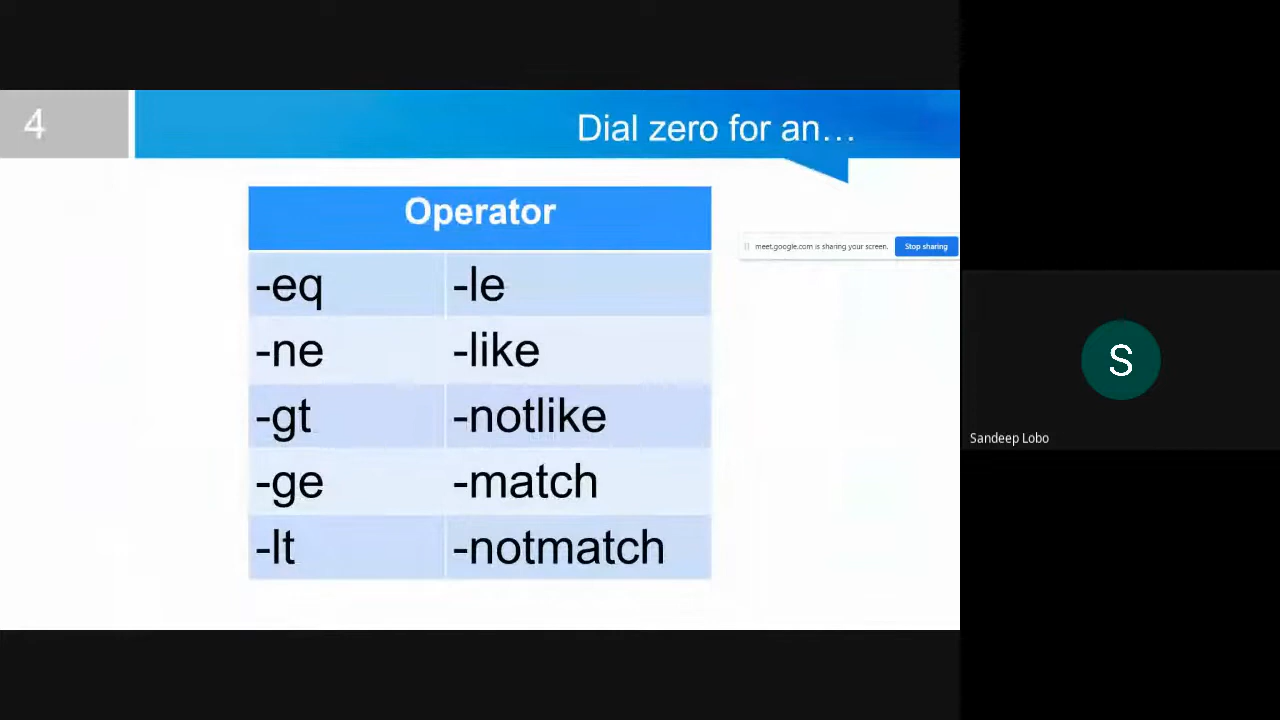 4
Dial zero for an…
Operator
-eq -le
-ne -like
-gt -notlike
-ge -match
-lt -notmatch
meet.google.com is sharing your screen. Stop sharing
S
Sandeep Lobo